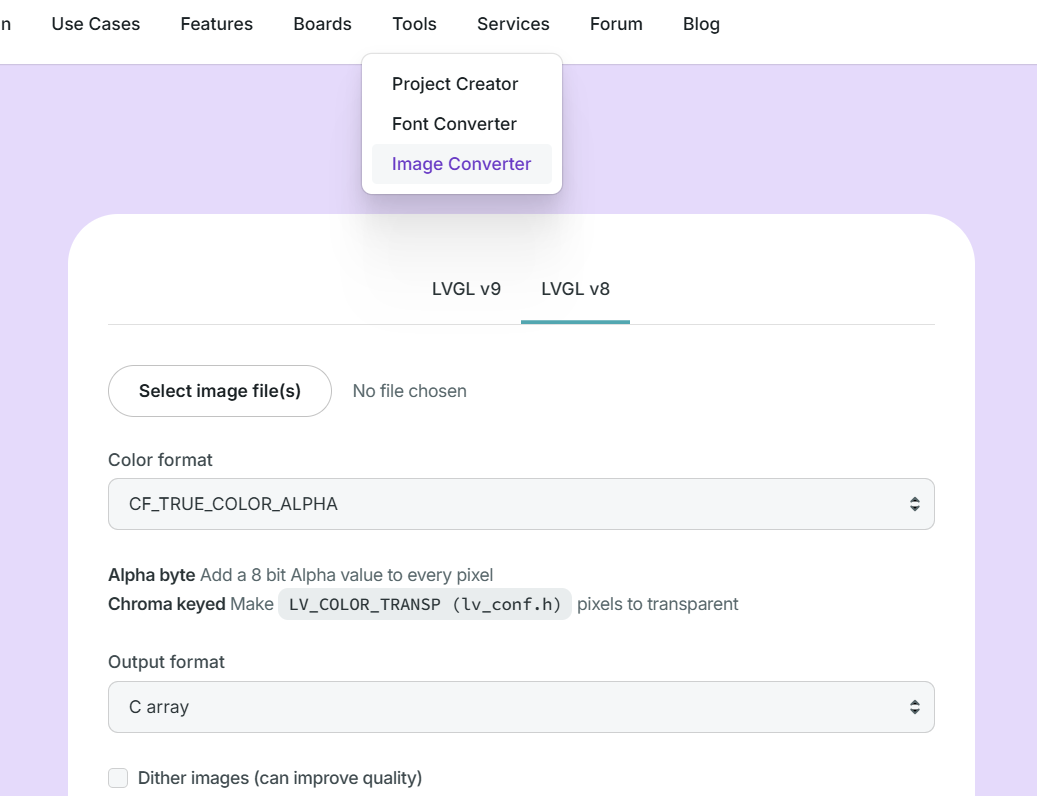 n Use Cases Features Boards Tools Services Forum Blog
Project Creator
Font Converter
Image Converter
LVGL v9 LVGL v8
Select image file(s) No file chosen
Color format
CF_TRUE_COLOR_ALPHA
Alpha byte Add a 8 bit Alpha value to every pixel
Chroma keyed Make LV_COLOR_TRANSP (lv_conf.h) pixels to transparent
Output format
C array
Dither images (can improve quality)